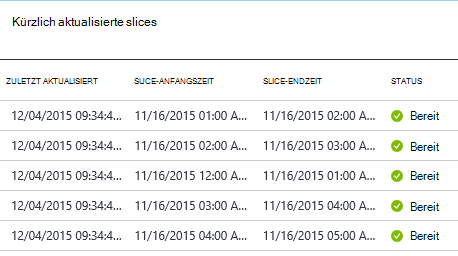 Kürzlich aktualisierte slices
ZULETZT AKTUALISIERT SUCE-ANFANGSZEIT SLICE-ENDZEIT STATUS
12/04/2015 09:34:4... 11/16/2015 01:00 A... 11/16/2015 02:00 A... Bereit
12/04/2015 09:34:4... 11/16/2015 02:00 A... 11/16/2015 03:00 A... Bereit
12/04/2015 09:34:4... 11/16/2015 12:00 A... 11/16/2015 01:00 A... Bereit
12/04/2015 09:34:4... 11/16/2015 03:00 A... 11/16/2015 04:00 A... Bereit
12/04/2015 09:34:4... 11/16/2015 04:00 A... 11/16/2015 05:00 A... Bereit